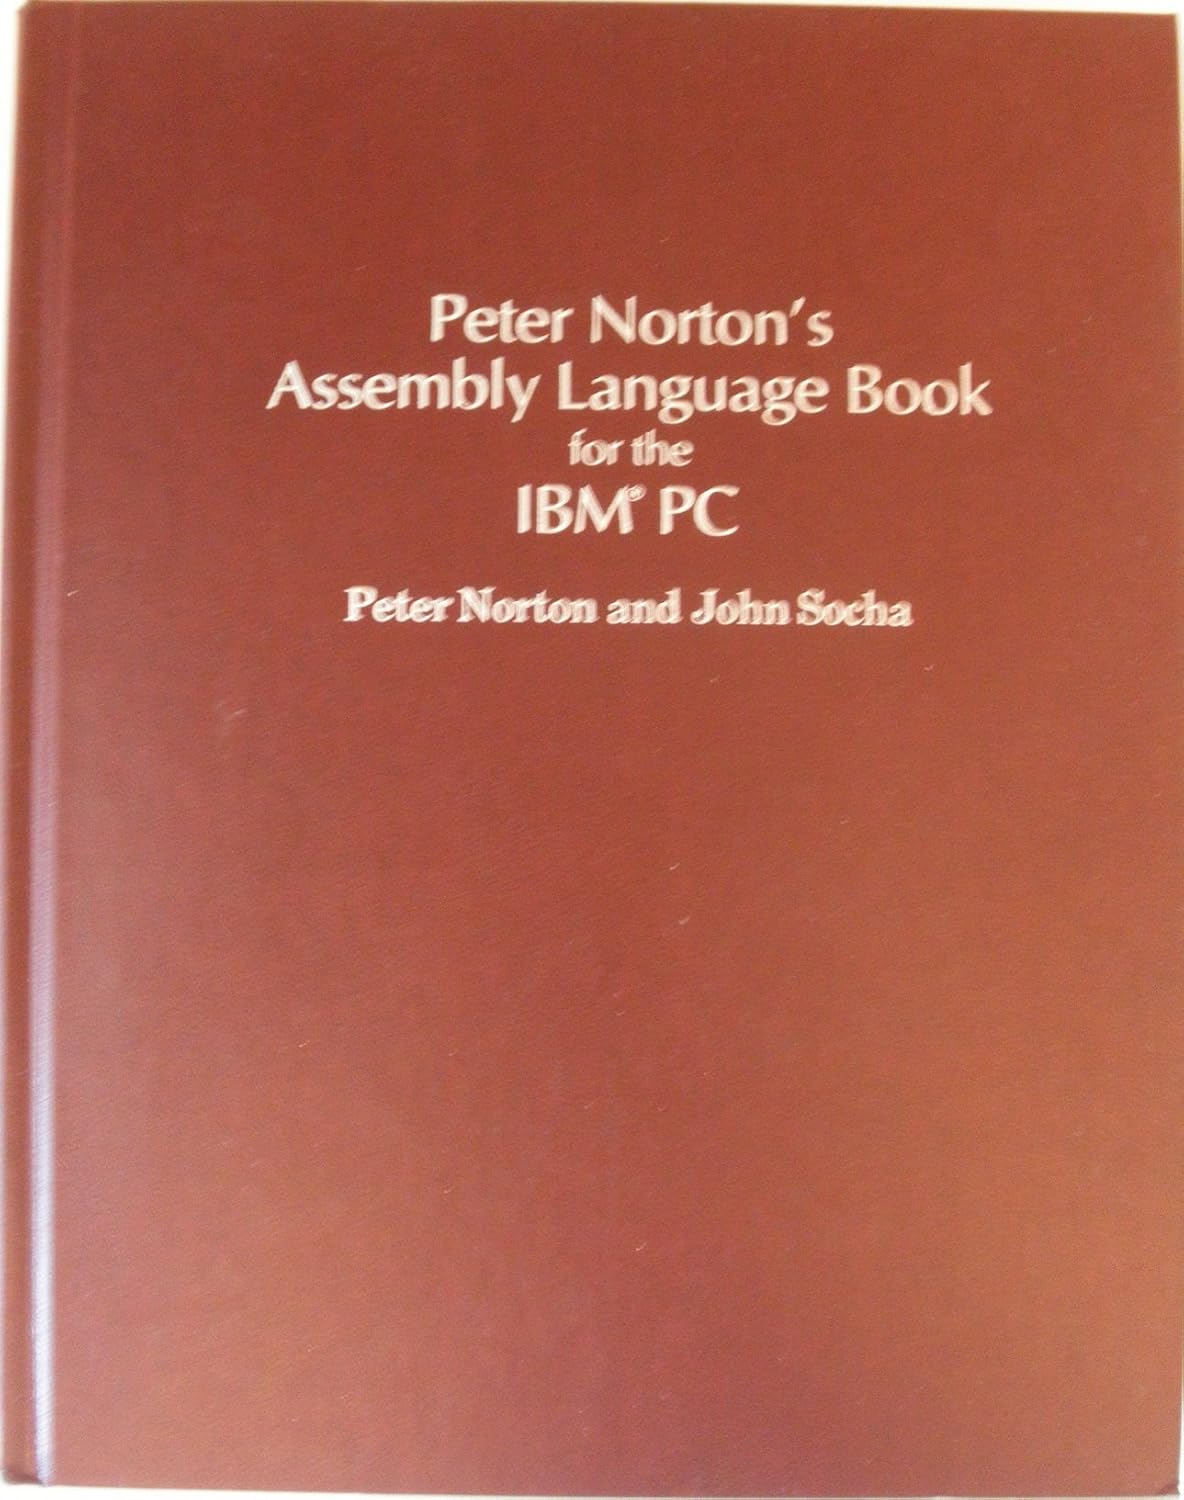 Peter Norton's
Assembly Language Book
for the
IBM® PC
Peter Norton and John Socha